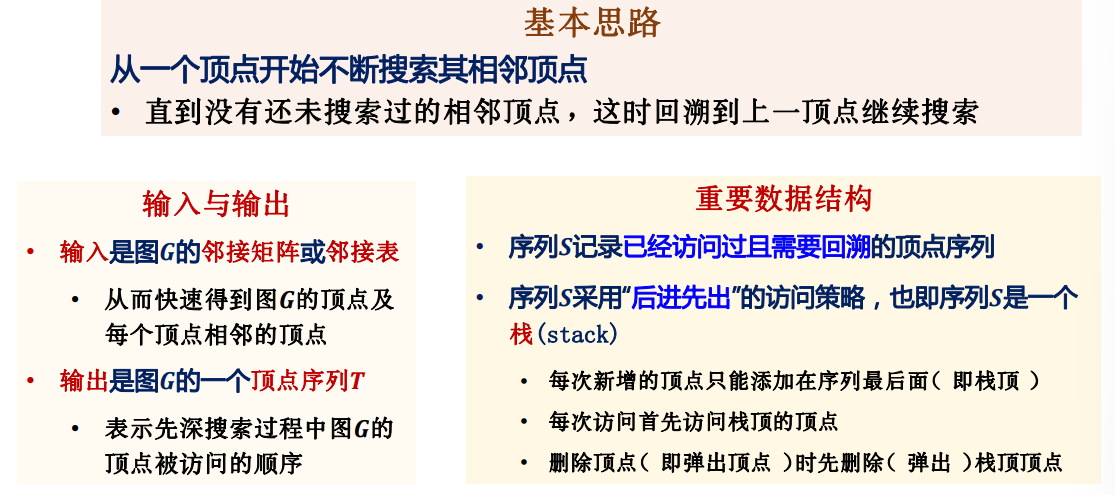 基本思路
从一个顶点开始不断搜索其相邻顶点
• 直到没有还未搜索过的相邻顶点，这时回溯到上一顶点继续搜索
输入与输出
• 输入是图G的邻接矩阵或邻接表
• 从而快速得到图G的顶点及
每个顶点相邻的顶点
• 输出是图G的一个顶点序列T
• 表示先深搜索过程中图G的
顶点被访问的顺序
重要数据结构
• 序列S记录已经访问过且需要回溯的顶点序列
• 序列S采用“后进先出”的访问策略，也即序列S是一个
栈(stack)
• 每次新增的顶点只能添加在序列最后面( 即栈顶 )
• 每次访问首先访问栈顶的顶点
• 删除顶点( 即弹出顶点 )时先删除( 弹出 )栈顶顶点